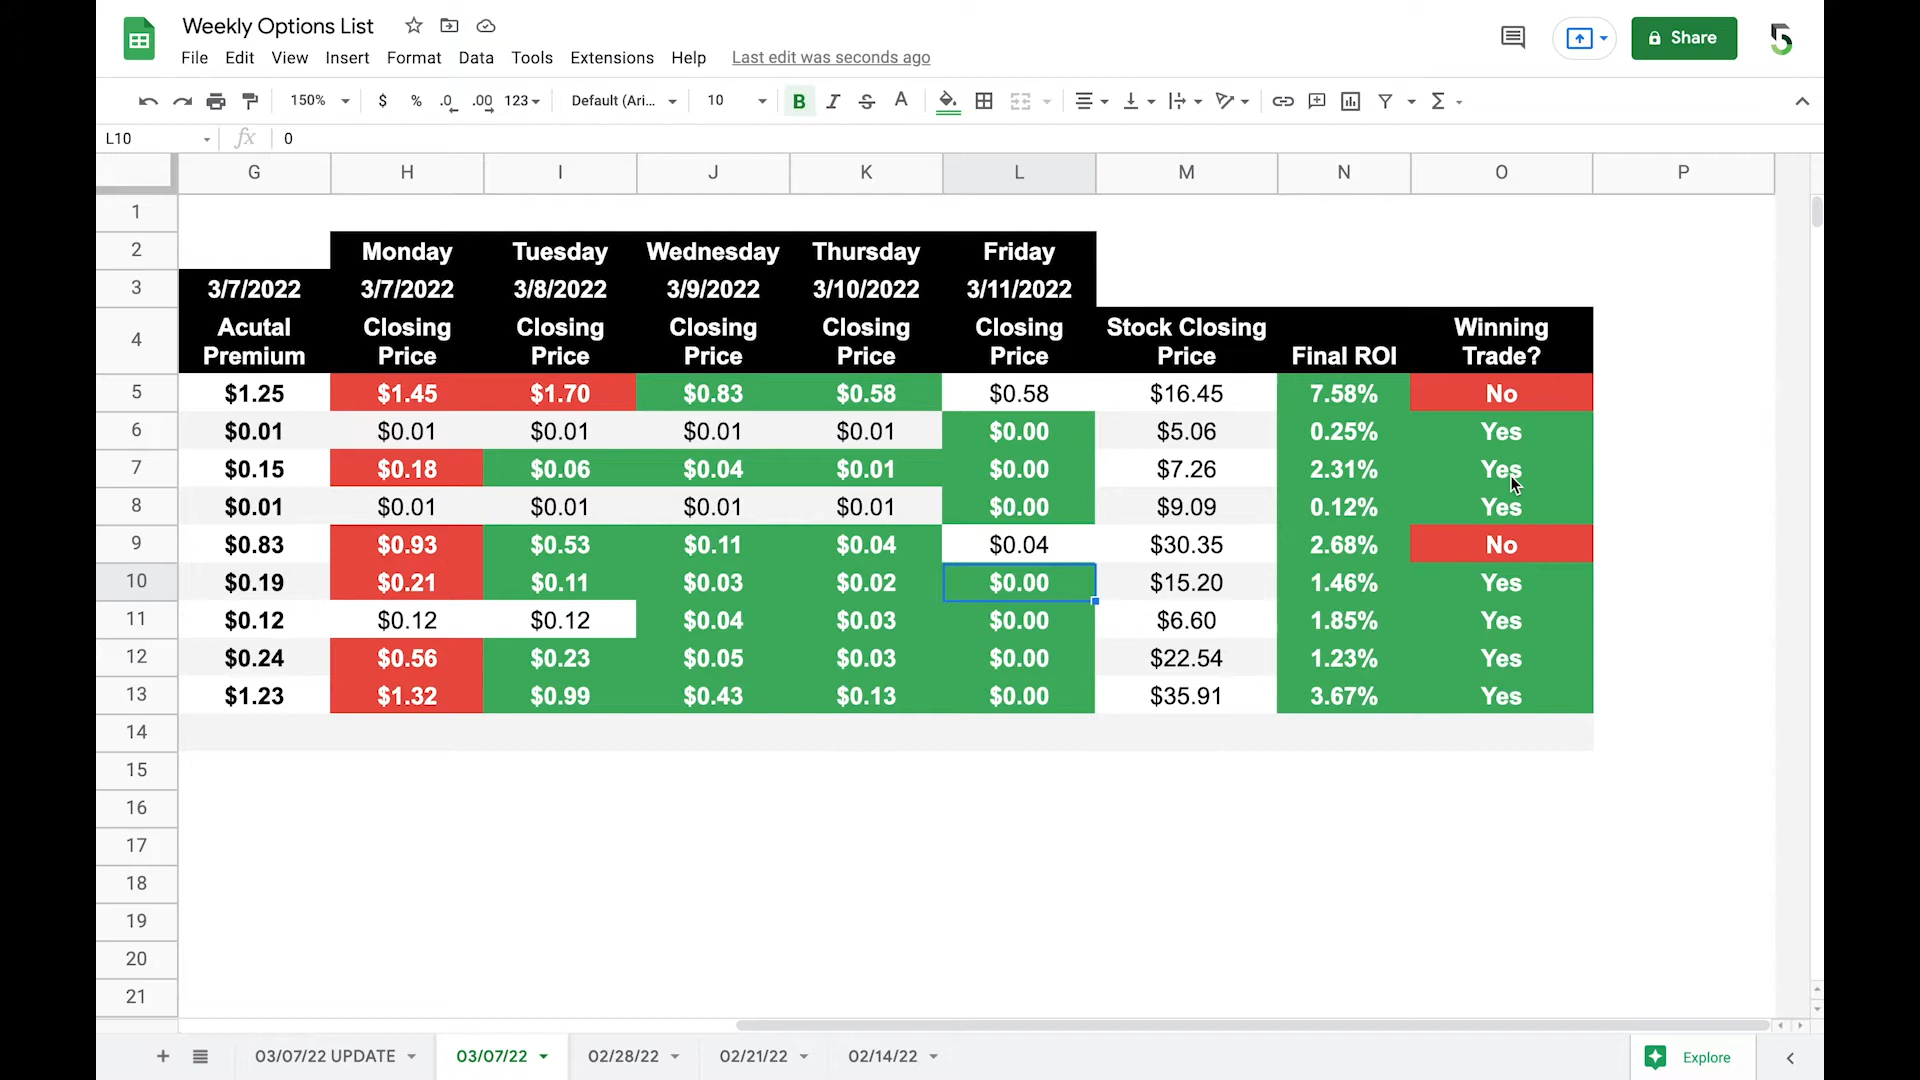 Weekly Options List
Share
File Edit View Insert Format Data Tools Extensions Help Last edit was seconds ago
150% $ % .0 .00 123 Default (Ari... 10 B I S A
L10 fx 0
G H I J K L M N O P
1
2 Monday Tuesday Wednesday Thursday Friday
3 3/7/2022 3/7/2022 3/8/2022 3/9/2022 3/10/2022 3/11/2022
4 Acutal Premium Closing Price Closing Price Closing Price Closing Price Closing Price Stock Closing Price Final ROI Winning Trade?
5 $1.25 $1.45 $1.70 $0.83 $0.58 $0.58 $16.45 7.58% No
6 $0.01 $0.01 $0.01 $0.01 $0.01 $0.00 $5.06 0.25% Yes
7 $0.15 $0.18 $0.06 $0.04 $0.01 $0.00 $7.26 2.31% Yes
8 $0.01 $0.01 $0.01 $0.01 $0.01 $0.00 $9.09 0.12% Yes
9 $0.83 $0.93 $0.53 $0.11 $0.04 $0.04 $30.35 2.68% No
10 $0.19 $0.21 $0.11 $0.03 $0.02 $0.00 $15.20 1.46% Yes
11 $0.12 $0.12 $0.12 $0.04 $0.03 $0.00 $6.60 1.85% Yes
12 $0.24 $0.56 $0.23 $0.05 $0.03 $0.00 $22.54 1.23% Yes
13 $1.23 $1.32 $0.99 $0.43 $0.13 $0.00 $35.91 3.67% Yes
14
15
16
17
18
19
20
21
03/07/22 UPDATE 03/07/22 02/28/22 02/21/22 02/14/22 Explore